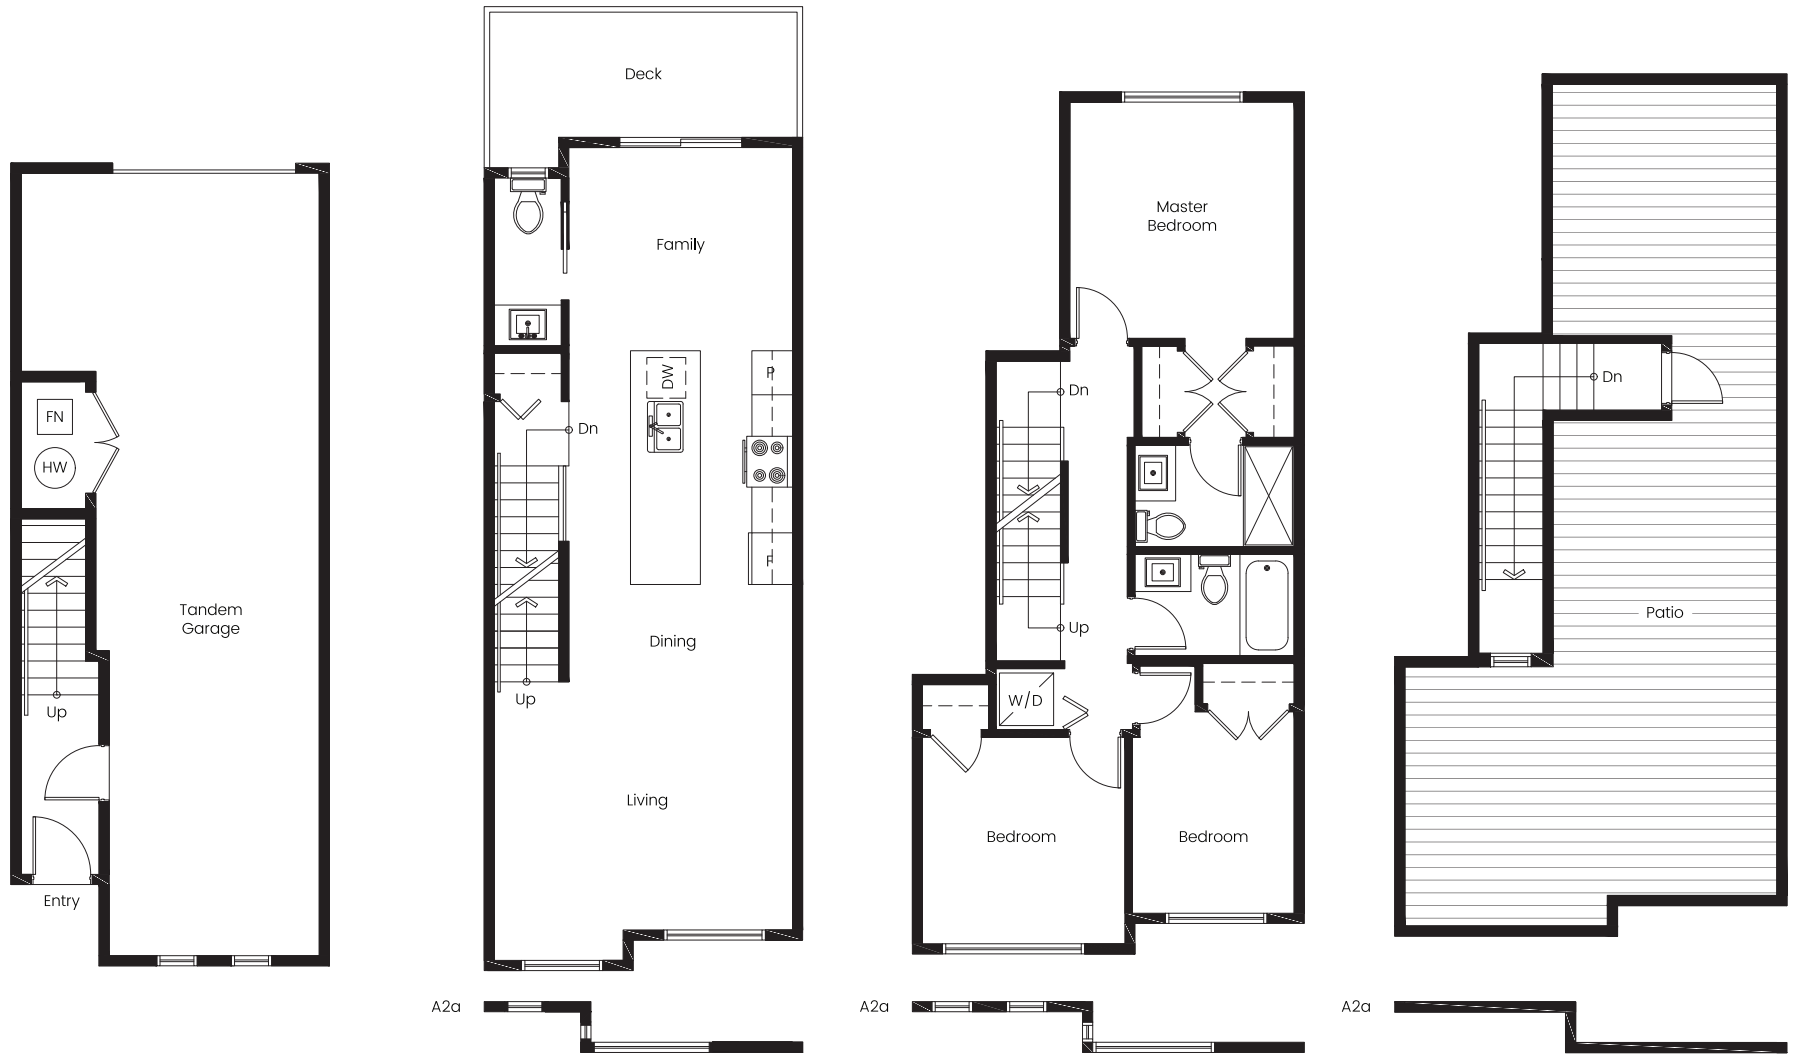 FN
HW
Tandem
Garage
Up
Entry
Deck
Family
DW
P
Dn
F
Dining
Up
Living
A2a
Master
Bedroom
Dn
Up
W/D
Bedroom
Bedroom
A2a
Dn
Patio
A2a